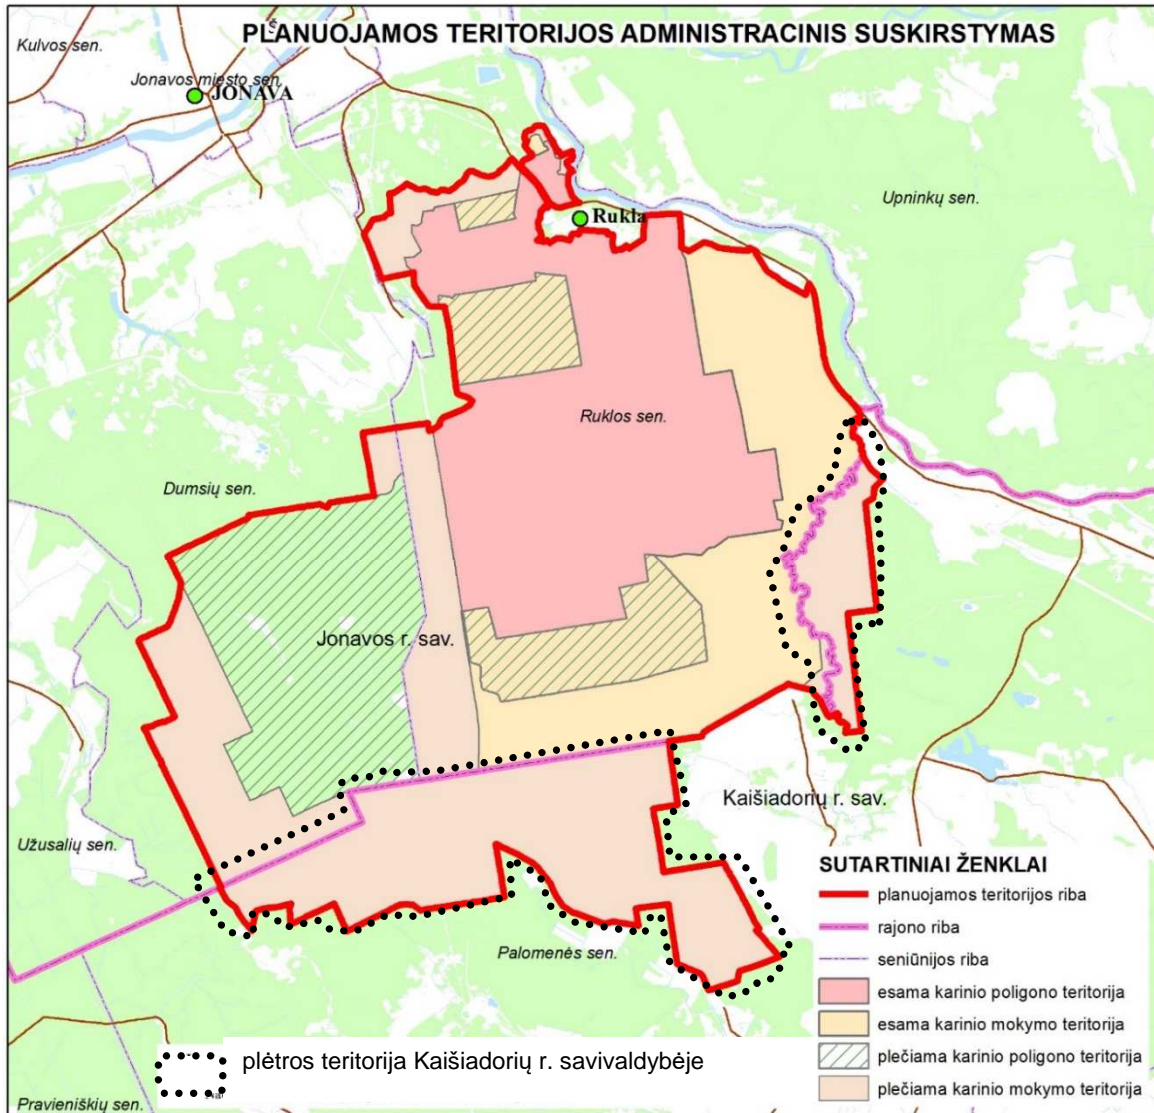 PLANUOJAMOS TERITORIJOS ADMINISTRACINIS SUSKIRSTYMAS
Š
Kulvos sen.
Jonavos miesto sen.
JONAVA
Upninkų sen.
Rukla
Ruklos sen.
Dumsių sen.
Jonavos r. sav.
Kaišiadorių r. sav.
Užusalių sen.
Palomenės sen.
SUTARTINIAI ŽENKLAI
planuojamos teritorijos riba
rajono riba
seniūnijos riba
esama karinio poligono teritorija
esama karinio mokymo teritorija
plečiama karinio poligono teritorija
plečiama karinio mokymo teritorija
plėtros teritorija Kaišiadorių r. savivaldybėje
Pravieniškių sen.